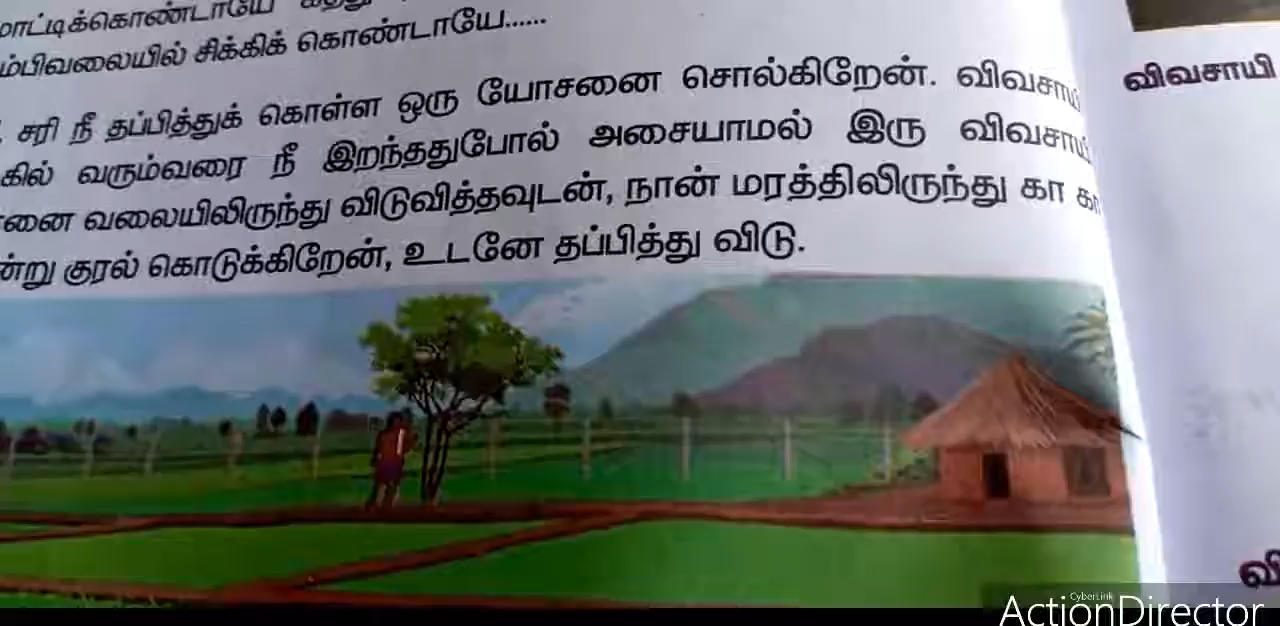 சிக்கிக் கொண்டாயே......
சரி நீ தப்பித்துக் கொள்ள ஒரு யோசனை சொல்கிறேன்.
வரும்வரை நீ இறந்ததுபோல் அசையாமல் இரு
வலையிலிருந்து விடுவித்தவுடன், நான் மரத்திலிருந்து கா
குரல் கொடுக்கிறேன், உடனே தப்பித்து விடு.
விவசாயி
CyberLink
ActionDirector